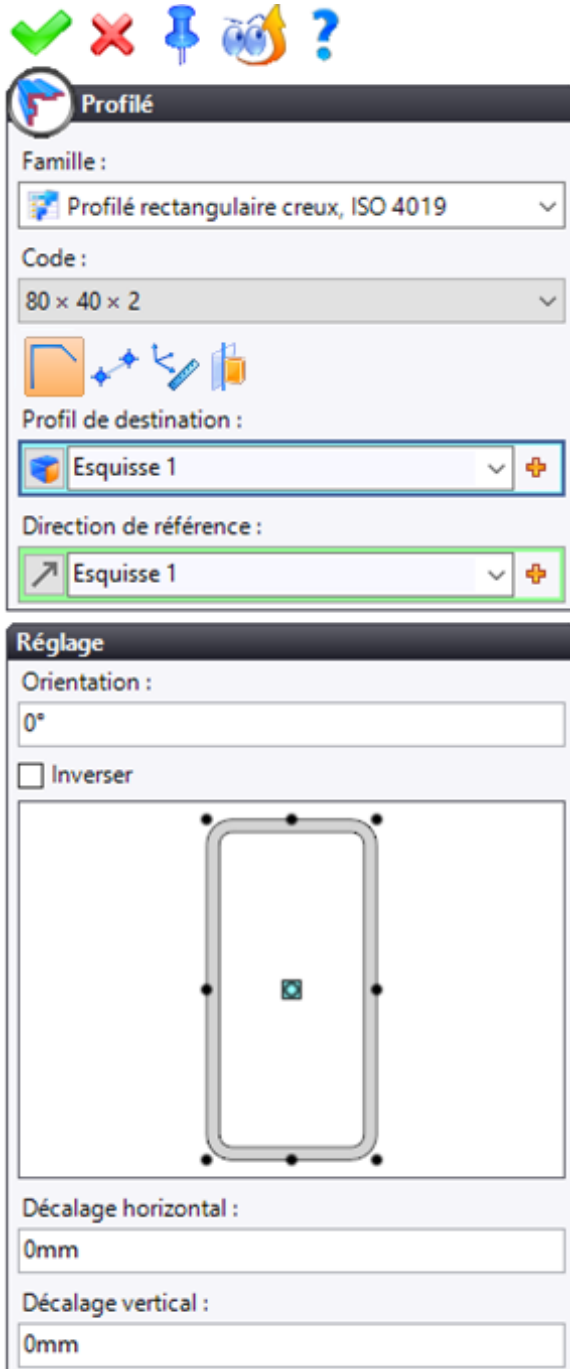 ?
Profilé
Famille :
Profilé rectangulaire creux, ISO 4019
Code :
80 × 40 × 2
Profil de destination :
Esquisse 1
Direction de référence :
Esquisse 1
Réglage
Orientation :
0°
Inverser
Décalage horizontal :
0mm
Décalage vertical :
0mm